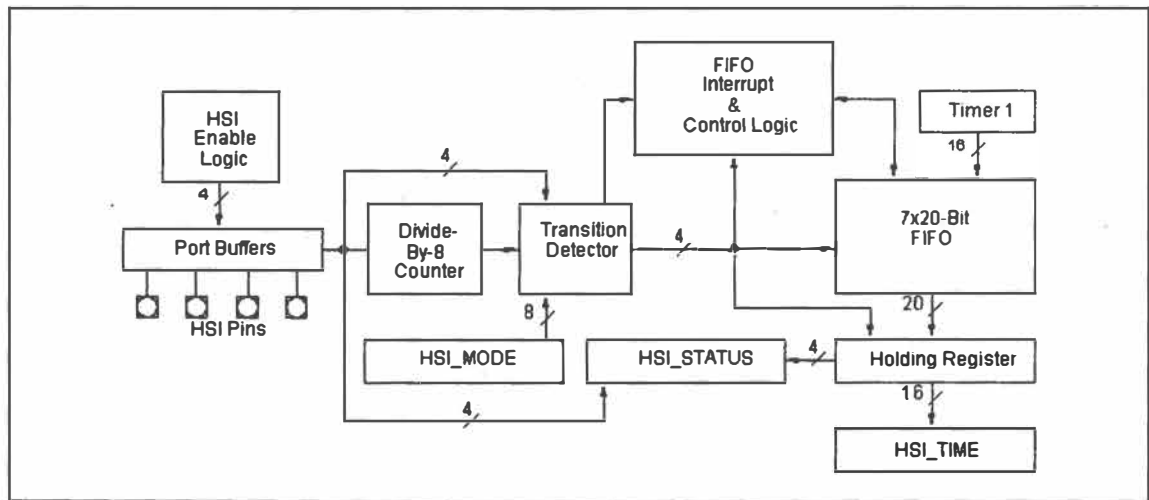 HSI
Enable
Logic
4
Port Buffers
HSI Pins
4
Divide-
By-8
Counter
Transition
Detector
8
HSI_MODE
4
FIFO
Interrupt
&
Control Logic
4
Timer 1
16
7x20-Bit
FIFO
20
HSI_STATUS
4
Holding Register
16
HSI_TIME